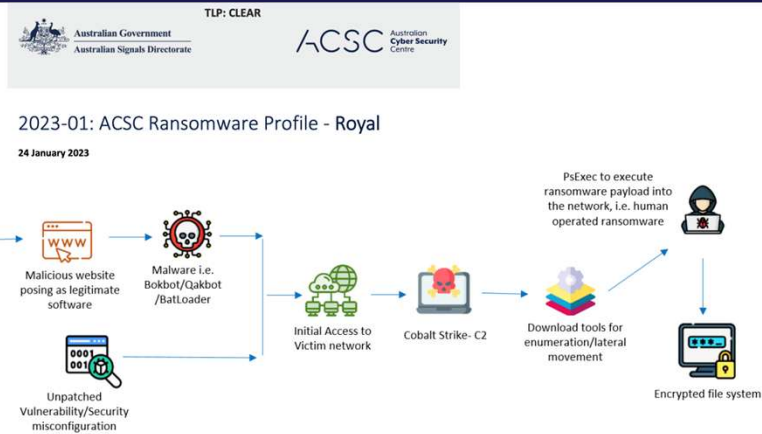 TLP: CLEAR
Australian Government
Australian Signals Directorate
ACSC
Australian
Cyber Security
Centre
2023-01: ACSC Ransomware Profile - Royal
24 January 2023
PsExec to execute
ransomware payload into
the network, i.e. human
operated ransomware
WWW
Malicious website
posing as legitimate
software
Malware i.e.
Bokbot/Qakbot
/BatLoader
Initial Access to
Victim network
Cobalt Strike- C2
Download tools for
enumeration/lateral
movement
Encrypted file system
0001
001
Unpatched
Vulnerability/Security
misconfiguration